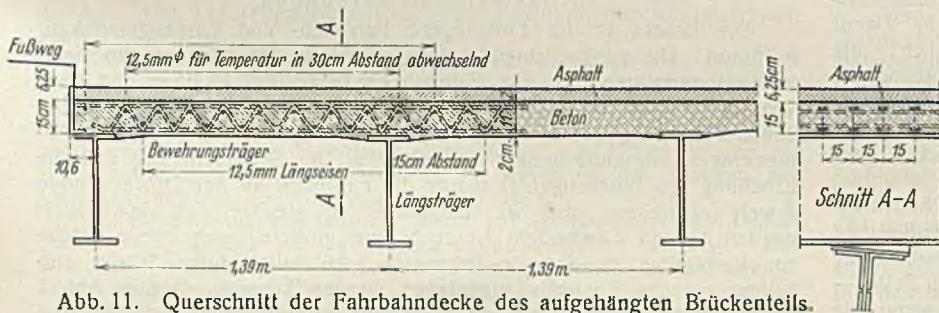 A
Fußweg
12,5mm ϕ für Temperatur in 30cm Abstand abwechselnd
Asphalt
Asphalt
6,25
6,25cm
15cm
Beton
15
2cm
10,6
Bewehrungsträger
12,5mm Längseisen
15cm Abstand
Längsträger
A
15 15 15
Schnitt A-A
1,39m.
1,39m.
Abb. 11. Querschnitt der Fahrbahndecke des aufgehängten Brückenteils.